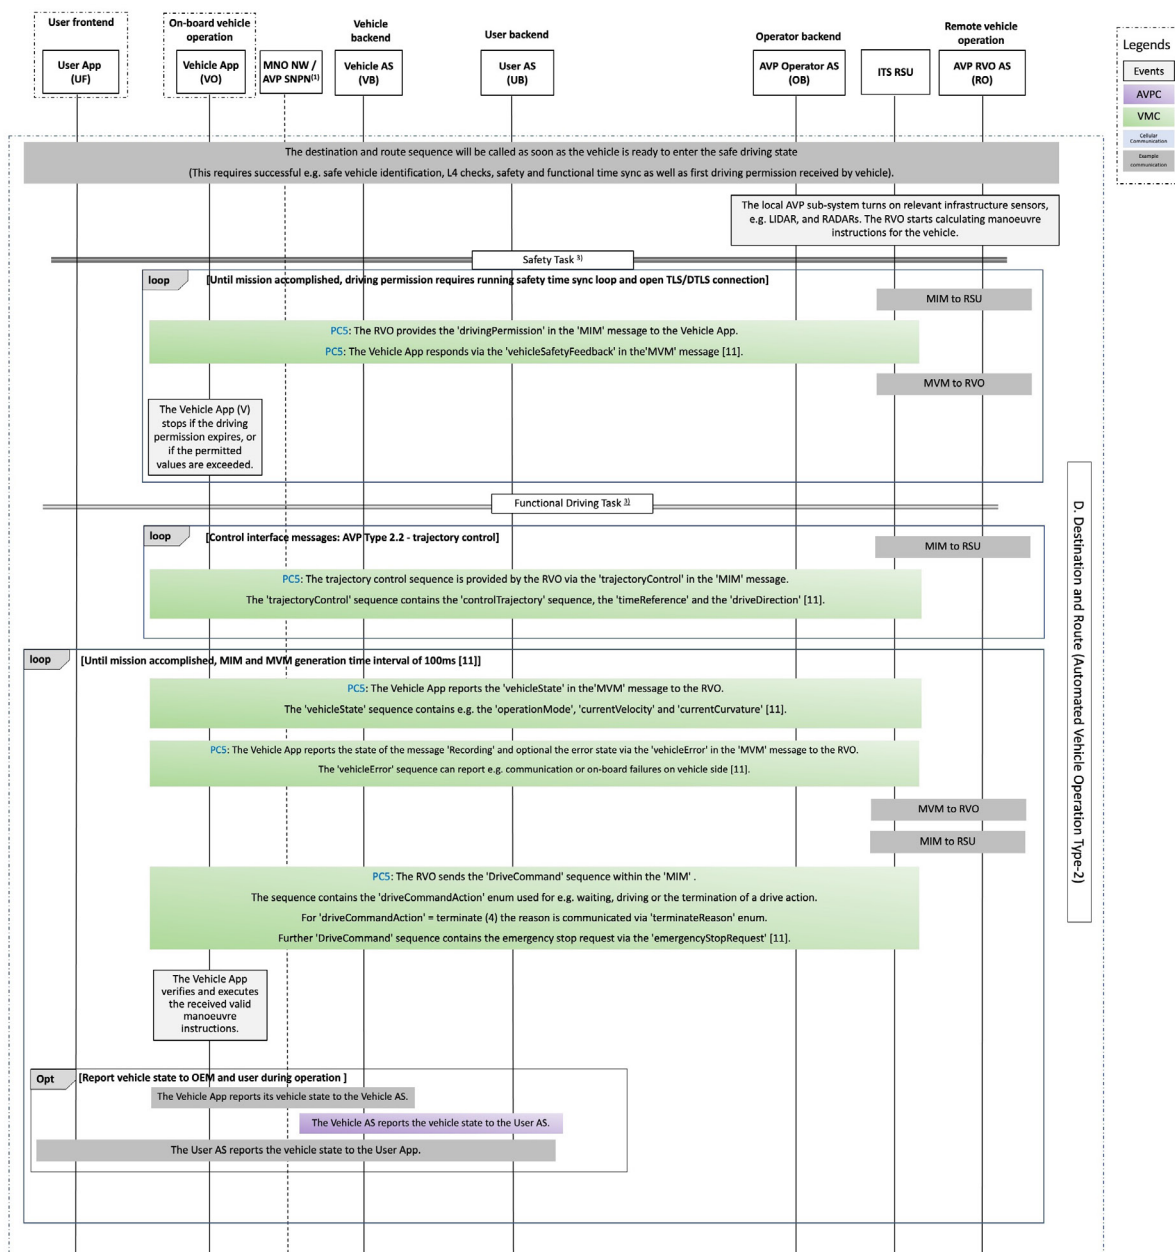 User frontend
On-board vehicle
operation
Vehicle
backend
User backend
Operator backend
Remote vehicle
operation
User App
(UF)
Vehicle App
(VO)
MNO NW /
AVP SNPN(1)
Vehicle AS
(VB)
User AS
(UB)
AVP Operator AS
(OB)
ITS RSU
AVP RVO AS
(RO)
Legends
Events
AVPC
VMC
Cellular
Communication
Example
communication
The destination and route sequence will be called as soon as the vehicle is ready to enter the safe driving state
(This requires successful e.g. safe vehicle identification, L4 checks, safety and functional time sync as well as first driving permission received by vehicle).
The local AVP sub-system turns on relevant infrastructure sensors,
e.g. LIDAR, and RADARs. The RVO starts calculating manoeuvre
instructions for the vehicle.
Safety Task 3)
loop
[Until mission accomplished, driving permission requires running safety time sync loop and open TLS/DTLS connection]
MIM to RSU
PC5: The RVO provides the 'drivingPermission' in the 'MIM' message to the Vehicle App.
PC5: The Vehicle App responds via the 'vehicleSafetyFeedback' in the'MVM' message [11].
MVM to RVO
The Vehicle App (V)
stops if the driving
permission expires, or
if the permitted
values are exceeded.
Functional Driving Task 3)
loop
[Control interface messages: AVP Type 2.2 - trajectory control]
MIM to RSU
PC5: The trajectory control sequence is provided by the RVO via the 'trajectoryControl' in the 'MIM' message.
The 'trajectoryControl' sequence contains the 'controlTrajectory' sequence, the 'timeReference' and the 'driveDirection' [11].
loop
[Until mission accomplished, MIM and MVM generation time interval of 100ms [11]]
PC5: The Vehicle App reports the 'vehicleState' in the'MVM' message to the RVO.
The 'vehicleState' sequence contains e.g. the 'operationMode', 'currentVelocity' and 'currentCurvature' [11].
PC5: The Vehicle App reports the state of the message 'Recording' and optional the error state via the 'vehicleError' in the 'MVM' message to the RVO.
The 'vehicleError' sequence can report e.g. communication or on-board failures on vehicle side [11].
MVM to RVO
MIM to RSU
PC5: The RVO sends the 'DriveCommand' sequence within the 'MIM' .
The sequence contains the 'driveCommandAction' enum used for e.g. waiting, driving or the termination of a drive action.
For 'driveCommandAction' = terminate (4) the reason is communicated via 'terminateReason' enum.
Further 'DriveCommand' sequence contains the emergency stop request via the 'emergencyStopRequest' [11].
The Vehicle App
verifies and executes
the received valid
manoeuvre
instructions.
Opt
[Report vehicle state to OEM and user during operation ]
The Vehicle App reports its vehicle state to the Vehicle AS.
The Vehicle AS reports the vehicle state to the User AS.
The User AS reports the vehicle state to the User App.
D. Destination and Route (Automated Vehicle Operation Type-2)